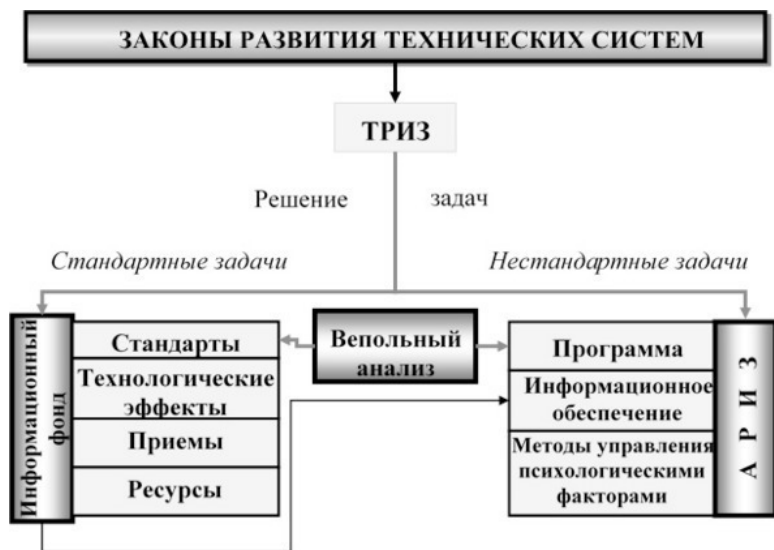 ЗАКОНЫ РАЗВИТИЯ ТЕХНИЧЕСКИХ СИСТЕМ
ТРИЗ
Решение задач
Стандартные задачи
Нестандартные задачи
Информационный
фонд
Стандарты
Технологические
эффекты
Приемы
Ресурсы
Вепольный
анализ
Программа
Информационное
обеспечение
Методы управления
психологическими
факторами
АРИЗ